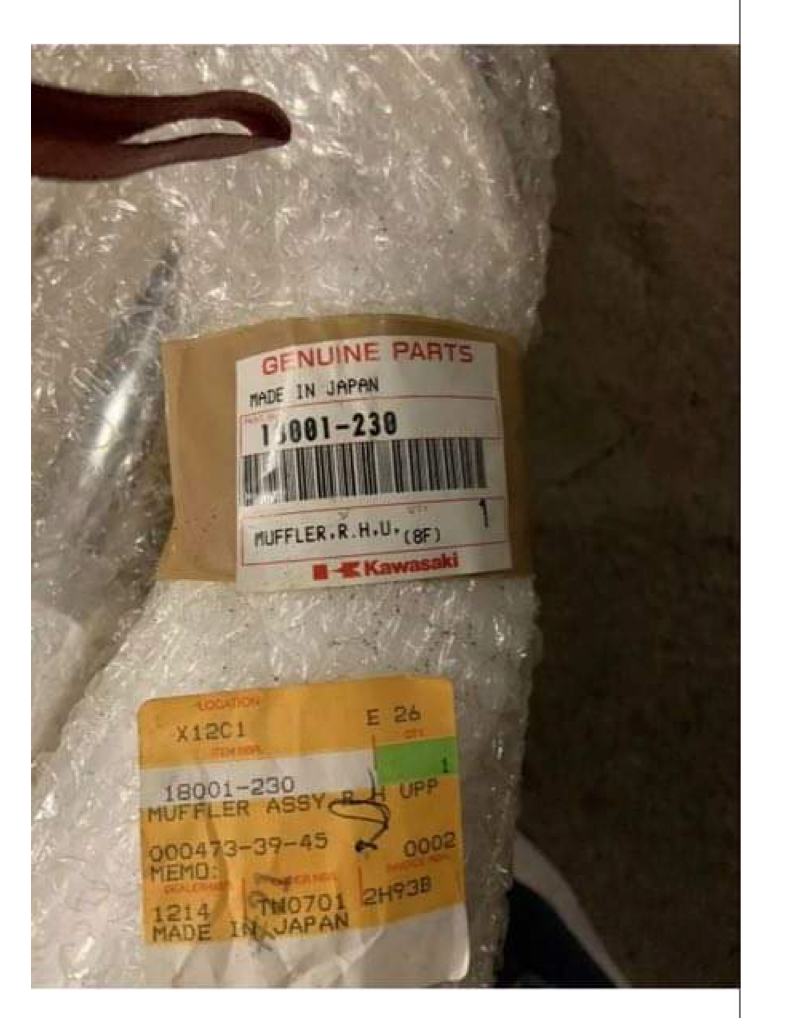 GENUINE PARTS
MADE IN JAPAN
18001-230
1
MUFFLER.R.H.U.(8F)
Kawasaki
LOCATION
X12C1 E 26
QTY
1
18001-230
MUFFLER ASSY R H UPP
000473-39-45 0002
MEMO:
1214 TW0701 2H93B
MADE IN JAPAN